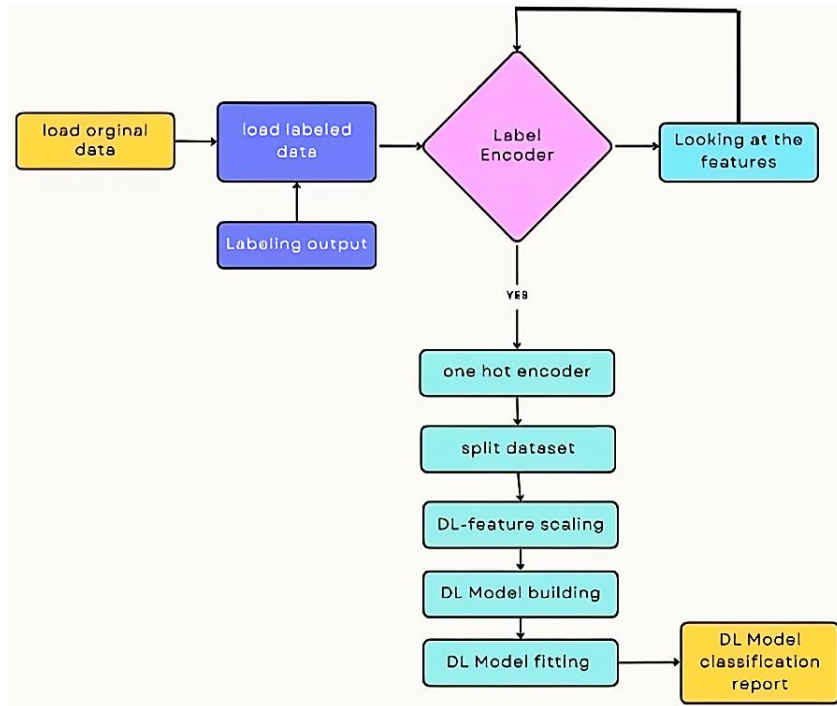 load orginal
data
load labeled
data
Labeling output
Label
Encoder
Looking at the
features
YES
one hot encoder
split dataset
DL-feature scaling
DL Model building
DL Model fitting
DL Model
classification
report